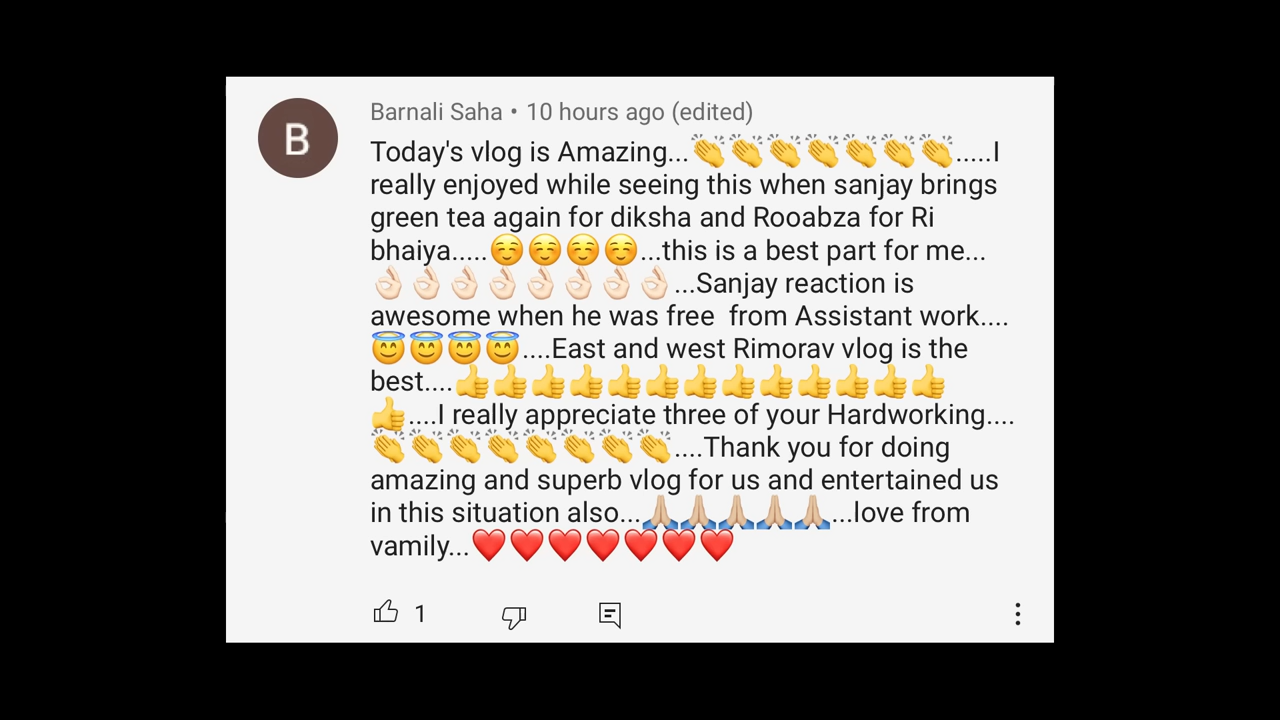 B
Barnali Saha • 10 hours ago (edited)
Today's vlog is Amazing...👏👏👏👏👏👏👏.....I
really enjoyed while seeing this when sanjay brings
green tea again for diksha and Rooabza for Ri
bhaiya.....☺️☺️☺️☺️...this is a best part for me...
👌🏻👌🏻👌🏻👌🏻👌🏻👌🏻👌🏻👌🏻...Sanjay reaction is
awesome when he was free  from Assistant work....
😇😇😇😇....East and west Rimorav vlog is the
best....👍👍👍👍👍👍👍👍👍👍👍👍👍
👍....I really appreciate three of your Hardworking....
👏👏👏👏👏👏👏👏....Thank you for doing
amazing and superb vlog for us and entertained us
in this situation also...🙏🏼🙏🏼🙏🏼🙏🏼🙏🏼...love from
vamily...❤️❤️❤️❤️❤️❤️❤️
1